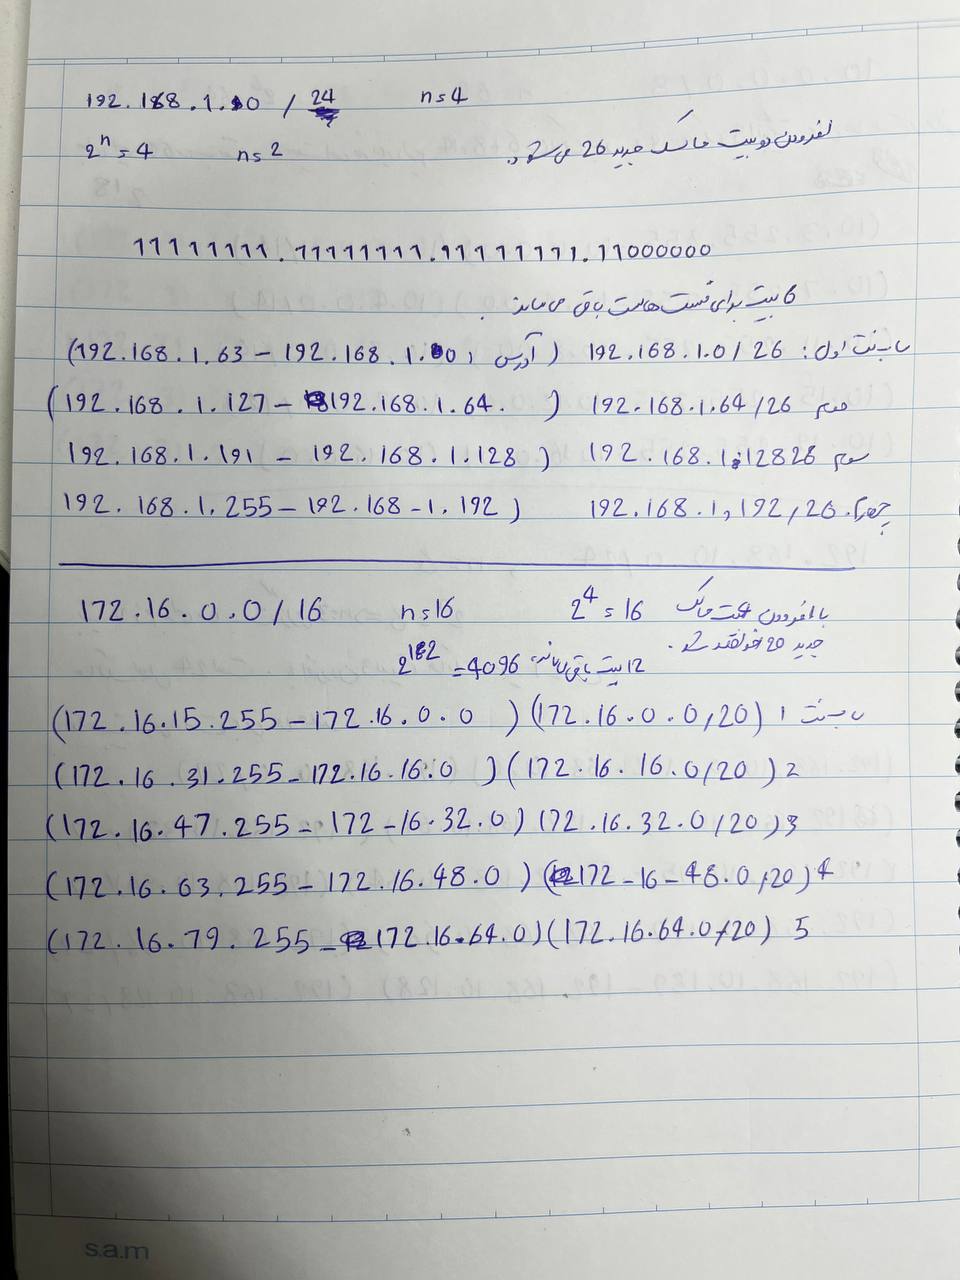 192.168.1.0 / 24 n=4
2^n = 4 n=2 افزودن دو بیت ماسک جدید 26 می شود
11111111.11111111.11111111.11000000
6 بیت برای قسمت هاست باقی می ماند.
ساب نت اول: 192.168.1.0/26 (آدرس 192.168.1.0 - 192.168.1.63)
دوم 192.168.1.64/26 (192.168.1.127 - 192.168.1.64.)
سوم 192.168.1.12826 192.168.1.191 - 192.168.1.128)
چهارم 192.168.1,192/26 192.168.1.255 - 192.168-1.192)
172.16.0.0/16 n=16 2^4 = 16 با افزودن بیت ماسک
جدید 20 خواهد شد.
2^12 = 4096 12 بیت باقی
ساب نت 1 (172.16.0.0/20) (172.16.15.255 - 172.16.0.0)
2 (172.16.16.0/20) (172.16.31.255 - 172.16.16.0)
3 (172.16.32.0/20) (172.16.47.255 - 172-16.32.0)
4 (172-16-48.0/20) (172.16.63.255 - 172.16.48.0)
5 (172.16.64.0/20) (172.16.79.255 - 172.16.64.0)
s.a.m